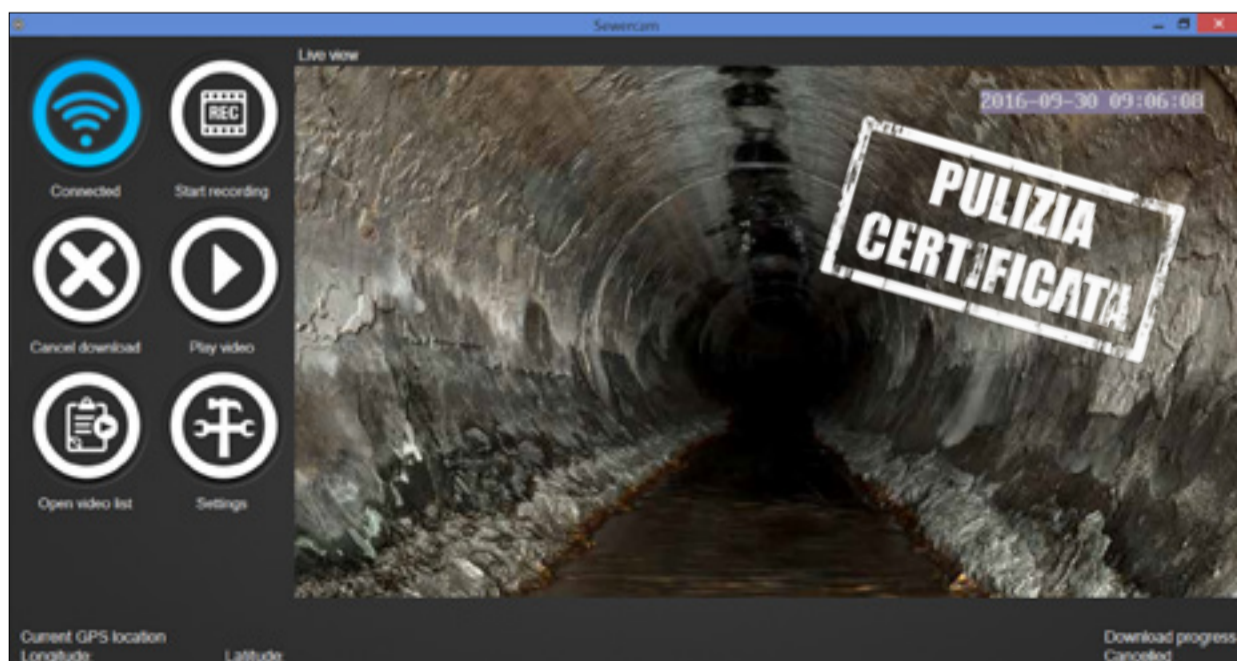 Sewercam
Live view
2016-09-30 09:06:08
PULIZIA
CERTIFICATA
REC
Connected
Start recording
Cancel download
Play video
Open video list
Settings
Current GPS location
Longitude:
Latitude:
Download progress
Cancelled